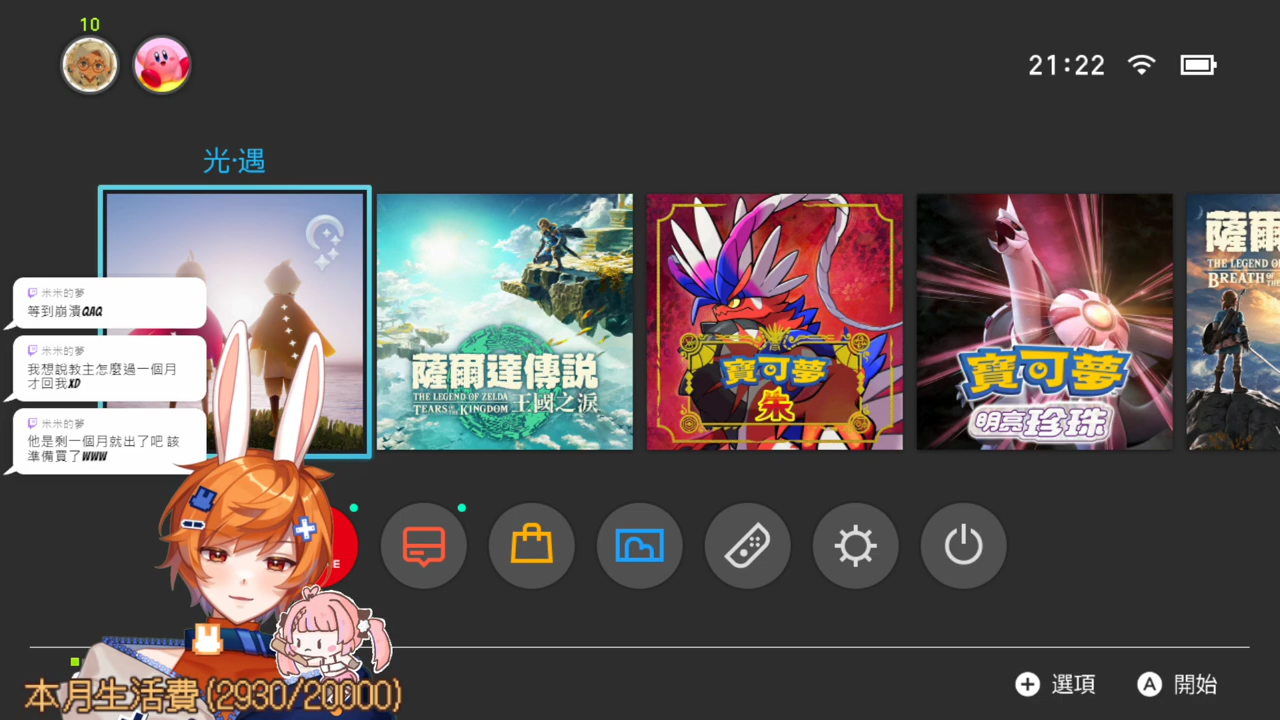 10
21:22
光·遇
米米的夢
等到崩潰QAQ
米米的夢
我想說教主怎麼過一個月
才回我XD
米米的夢
他是剩一個月就出了吧 該
準備買了WWW
薩爾達傳說
THE LEGEND OF ZELDA
TEARS OF THE KINGDOM 王國之淚
寶可夢
朱
寶可夢
明亮珍珠
薩爾
THE LEGEND OF
BREATH OF THE
E
本月生活費(2930/20000)
選項
A 開始